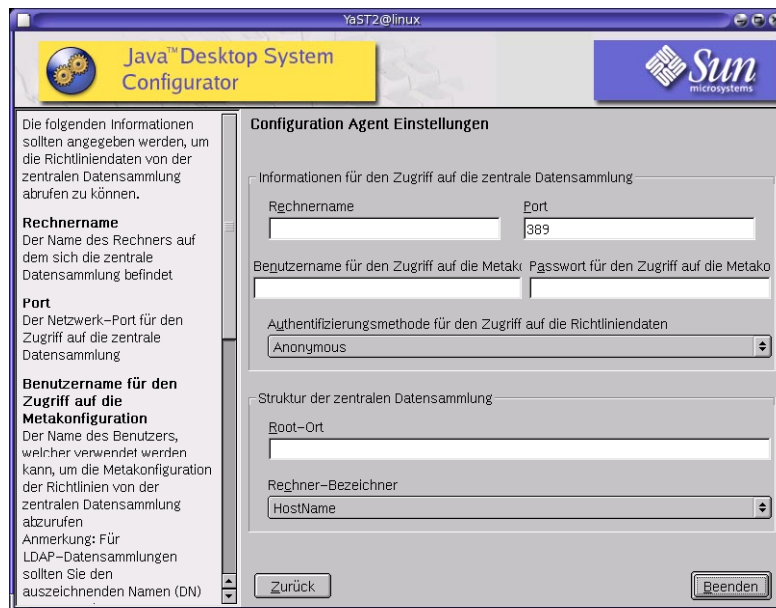 YaST2@linux
Java™ Desktop System
Configurator
Sun
microsystems
Die folgenden Informationen
sollten angegeben werden, um
die Richtliniendaten von der
zentralen Datensammlung
abrufen zu können.
Rechnername
Der Name des Rechners auf
dem sich die zentrale
Datensammlung befindet
Port
Der Netzwerk-Port für den
Zugriff auf die zentrale
Datensammlung
Benutzername für den
Zugriff auf die
Metakonfiguration
Der Name des Benutzers,
welcher verwendet werden
kann, um die Metakonfiguration
der Richtlinien von der
zentralen Datensammlung
abzurufen
Anmerkung: Für
LDAP-Datensammlungen
sollten Sie den
auszeichnenden Namen (DN)
Configuration Agent Einstellungen
Informationen für den Zugriff auf die zentrale Datensammlung
Rechnername
Port
389
Benutzername für den Zugriff auf die Metak
Passwort für den Zugriff auf die Metako
Authentifizierungsmethode für den Zugriff auf die Richtliniendaten
Anonymous
Struktur der zentralen Datensammlung
Root-Ort
Rechner-Bezeichner
HostName
Zurück
Beenden